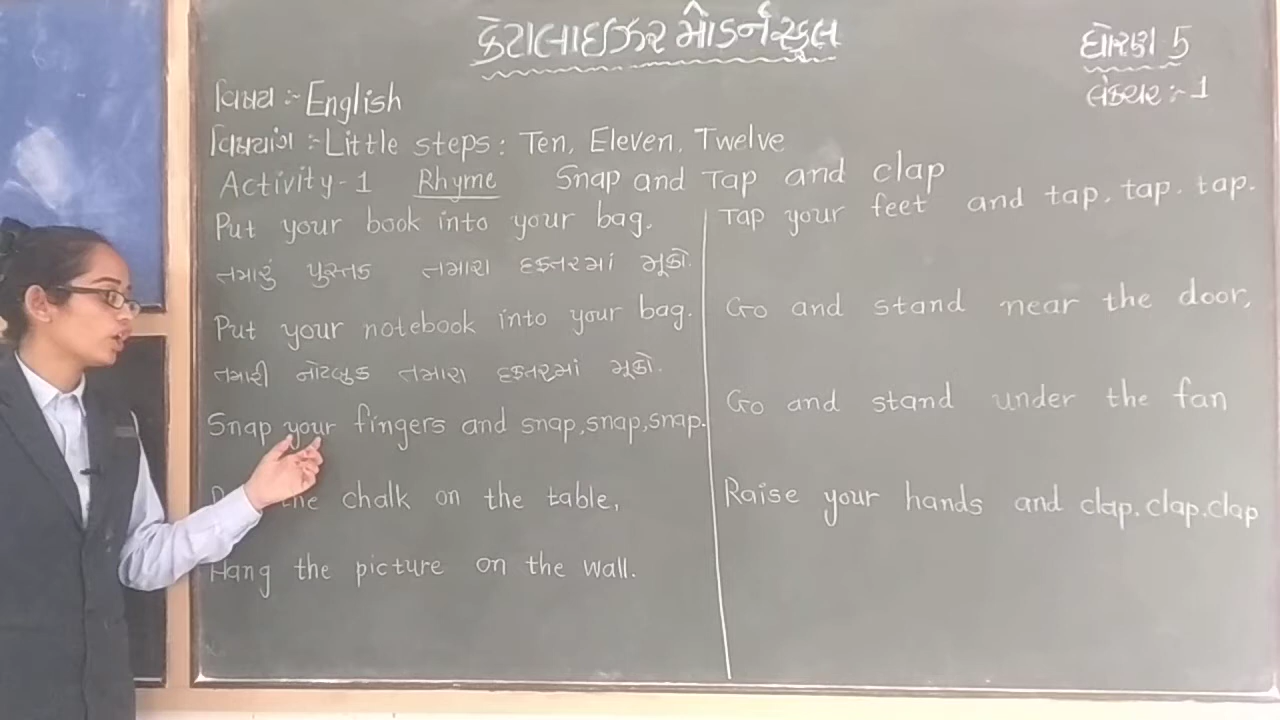 કેટાલાઈઝર મોડર્ન સ્કુલ
ધોરણ 5
લેક્ચર :- 1
વિષય :- English
વિષયાંગ :- Little steps : Ten, Eleven, Twelve
Activity - 1 Rhyme Snap and Tap and clap
Put your book into your bag.
તમારું પુસ્તક તમારા દફતરમાં મૂકો.
Put your notebook into your bag.
તમારી નોટબુક તમારા દફતરમાં મૂકો.
Snap your fingers and snap, snap, snap.
the chalk on the table,
Hang the picture on the wall.
Tap your feet and tap, tap. tap.
Go and stand near the door,
Go and stand under the fan
Raise your hands and clap. clap. clap